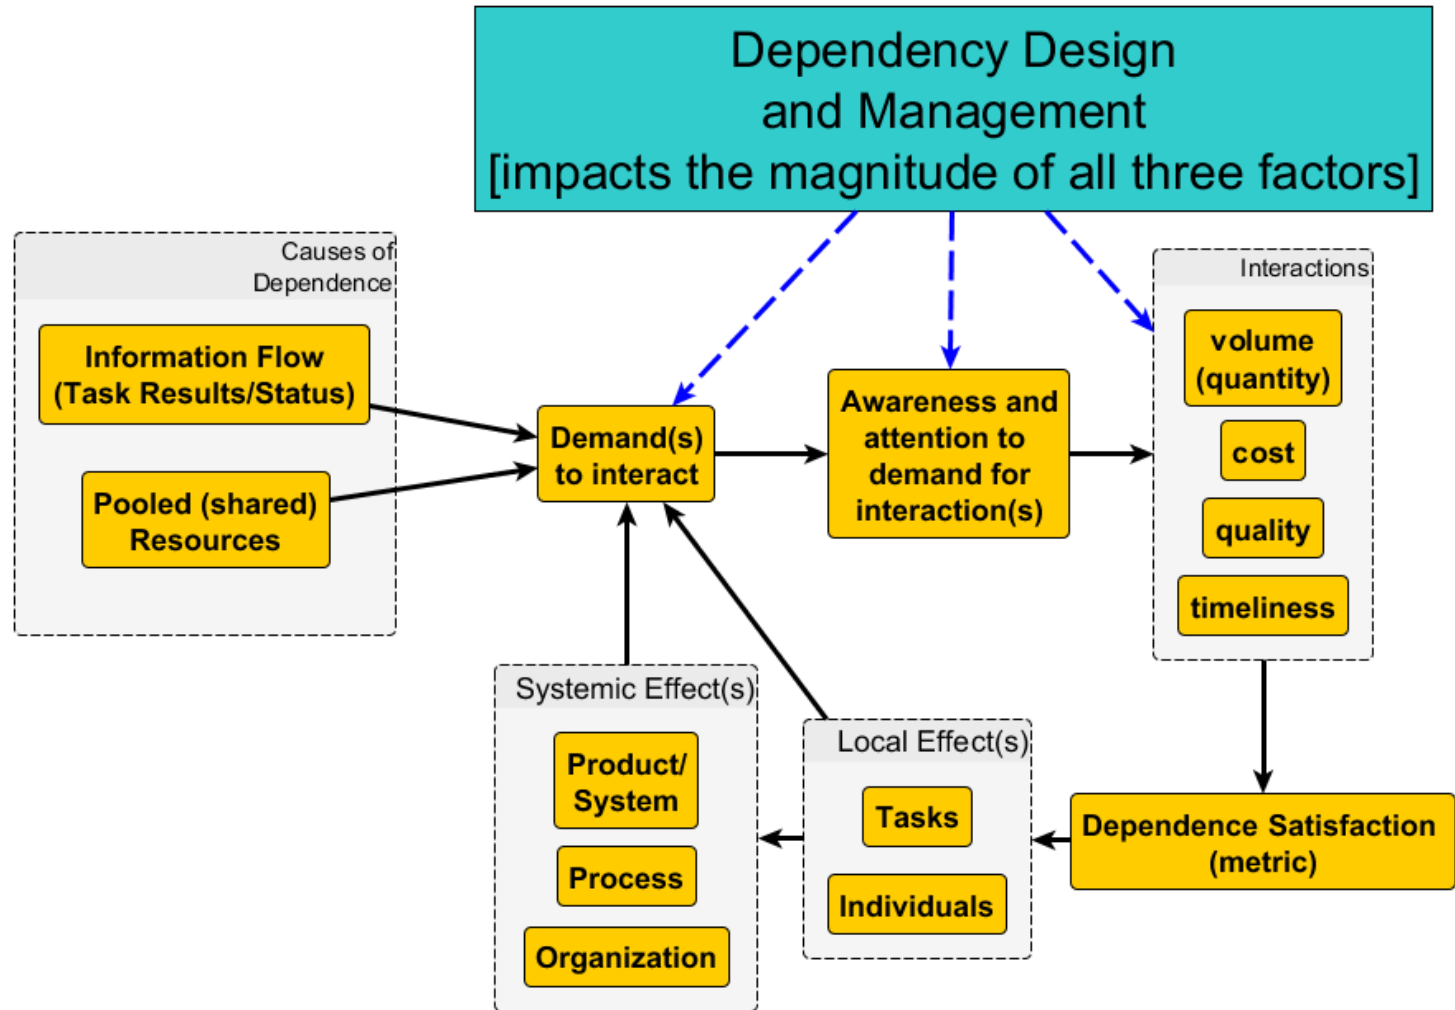 Dependency Design
and Management
[impacts the magnitude of all three factors]
Causes of
Dependence
Information Flow
(Task Results/Status)
Pooled (shared)
Resources
Demand(s)
to interact
Awareness and
attention to
demand for
interaction(s)
Interactions
volume
(quantity)
cost
quality
timeliness
Systemic Effect(s)
Product/
System
Process
Organization
Local Effect(s)
Tasks
Individuals
Dependence Satisfaction
(metric)